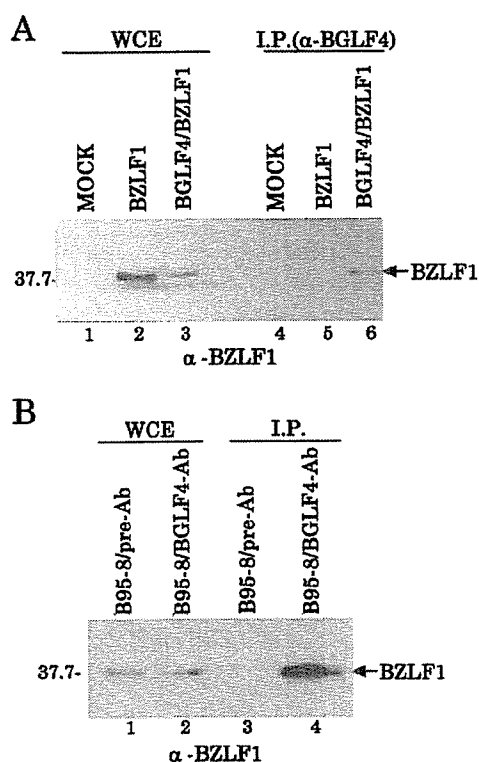 A
WCE I.P.(α-BGLF4)
MOCK
BZLF1
BGLF4/BZLF1
MOCK
BZLF1
BGLF4/BZLF1
37.7- BZLF1
1 2 3 4 5 6
α-BZLF1
B
WCE I.P.
B95-8/pre-Ab
B95-8/BGLF4-Ab
B95-8/pre-Ab
B95-8/BGLF4-Ab
37.7- BZLF1
1 2 3 4
α-BZLF1